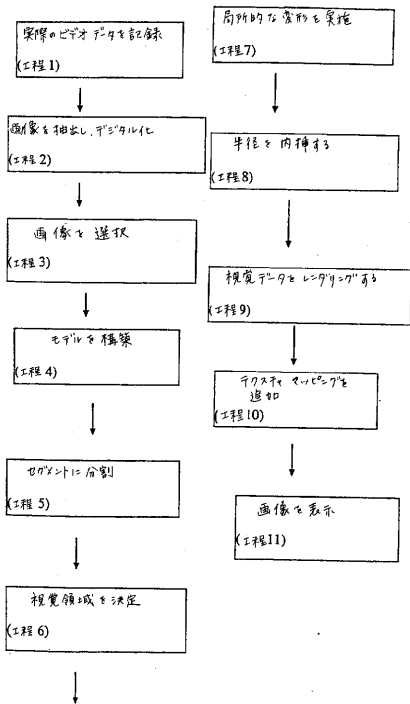 実際のビデオデータを記録
(工程1)
画像を抽出し、デジタル化
(工程2)
画像を選択
(工程3)
モデルを構築
(工程4)
セグメントに分割
(工程5)
視覚領域を決定
(工程6)
局所的な変形を実施
(工程7)
半径を内挿する
(工程8)
視覚データをレンダリングする
(工程9)
テクスチャマッピングを
追加
(工程10)
画像を表示
(工程11)